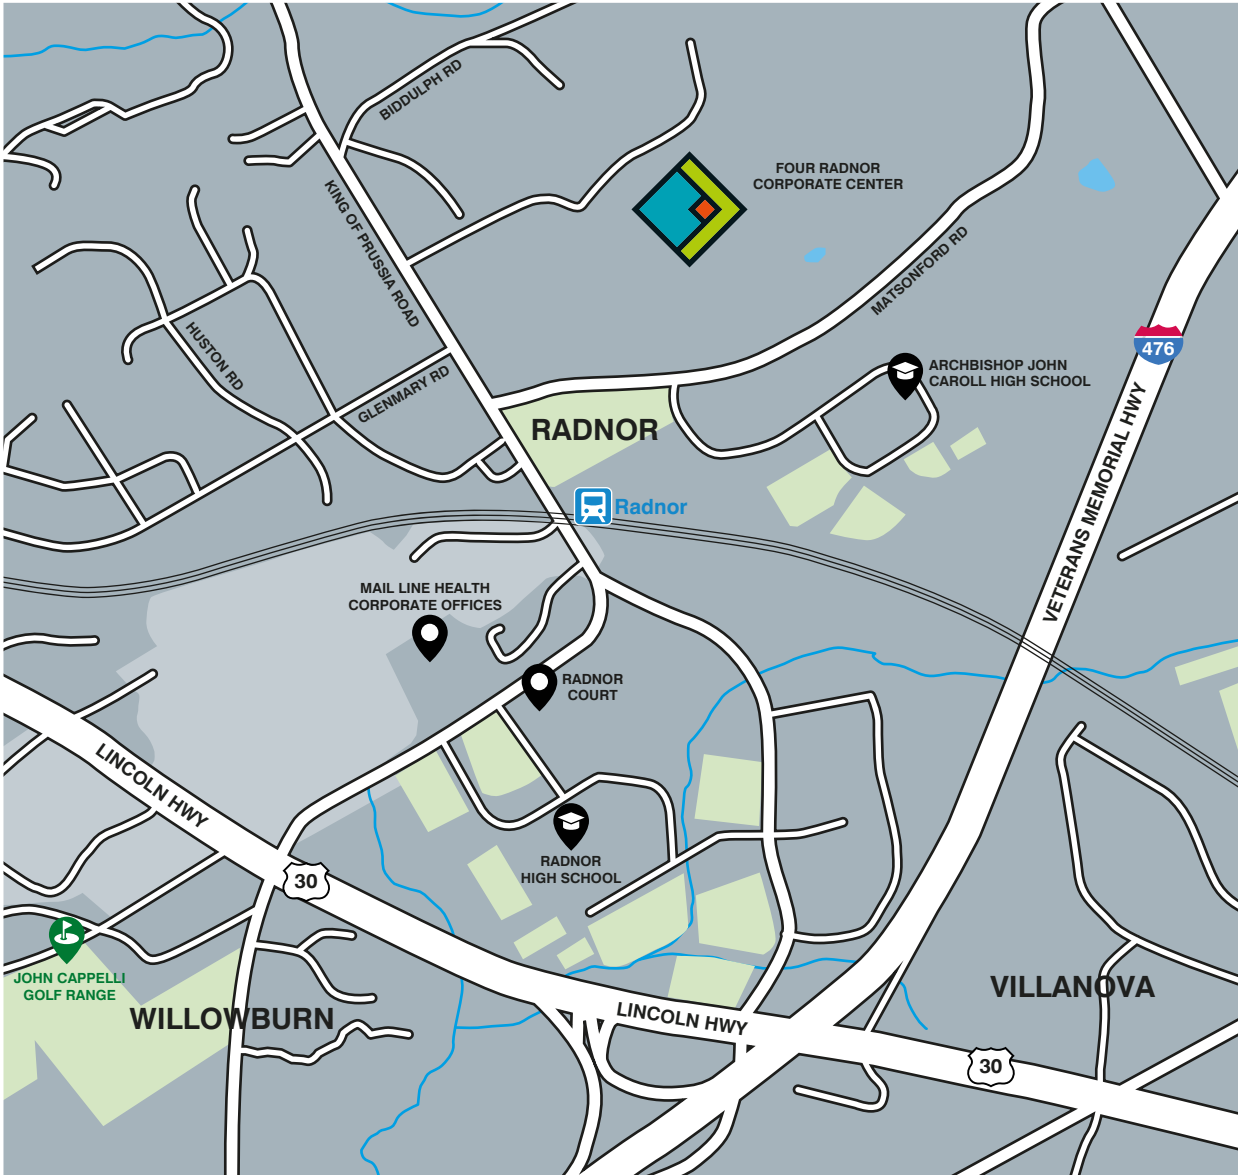 BIDDULPH RD
FOUR RADNOR
CORPORATE CENTER
KING OF PRUSSIA ROAD
MATSONFORD RD
HUSTON RD
GLENMARY RD
476
ARCHBISHOP JOHN
CAROLL HIGH SCHOOL
RADNOR
Radnor
VETERANS MEMORIAL HWY
MAIL LINE HEALTH
CORPORATE OFFICES
RADNOR
COURT
LINCOLN HWY
RADNOR
HIGH SCHOOL
30
JOHN CAPPELLI
GOLF RANGE
WILLOWBURN
LINCOLN HWY
VILLANOVA
30